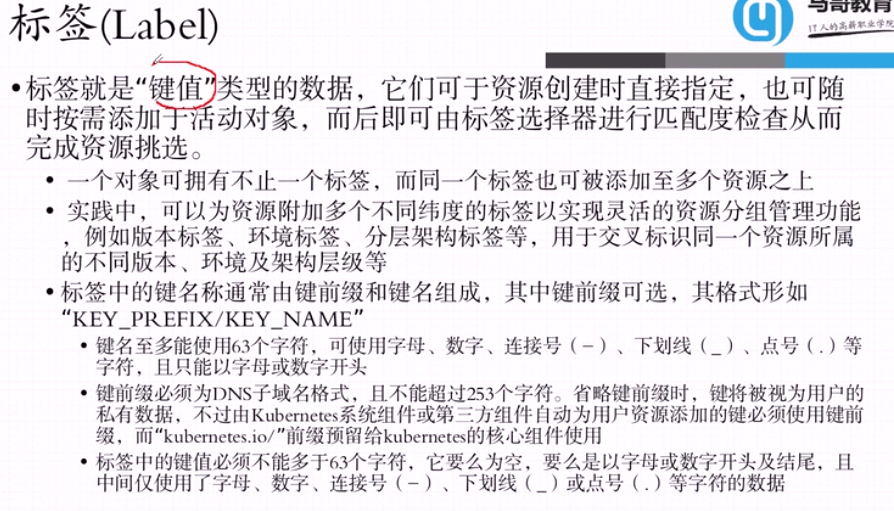 标签(Label)
马哥教育
IT人的高薪职业学院
•标签就是“键值”类型的数据，它们可于资源创建时直接指定，也可随
时按需添加于活动对象，而后即可由标签选择器进行匹配度检查从而
完成资源挑选。
• 一个对象可拥有不止一个标签，而同一个标签也可被添加至多个资源之上
• 实践中，可以为资源附加多个不同纬度的标签以实现灵活的资源分组管理功能
，例如版本标签、环境标签、分层架构标签等，用于交叉标识同一个资源所属
的不同版本、环境及架构层级等
• 标签中的键名称通常由键前缀和键名组成，其中键前缀可选，其格式形如
“KEY_PREFIX/KEY_NAME”
• 键名至多能使用63个字符，可使用字母、数字、连接号（-）、下划线（_）、点号（.）等
字符，且只能以字母或数字开头
• 键前缀必须为DNS子域名格式，且不能超过253个字符。省略键前缀时，键将被视为用户的
私有数据，不过由Kubernetes系统组件或第三方组件自动为用户资源添加的键必须使用键前
缀，而“kubernetes.io/”前缀预留给kubernetes的核心组件使用
• 标签中的键值必须不能多于63个字符，它要么为空，要么是以字母或数字开头及结尾，且
中间仅使用了字母、数字、连接号（-）、下划线（_）或点号（.）等字符的数据